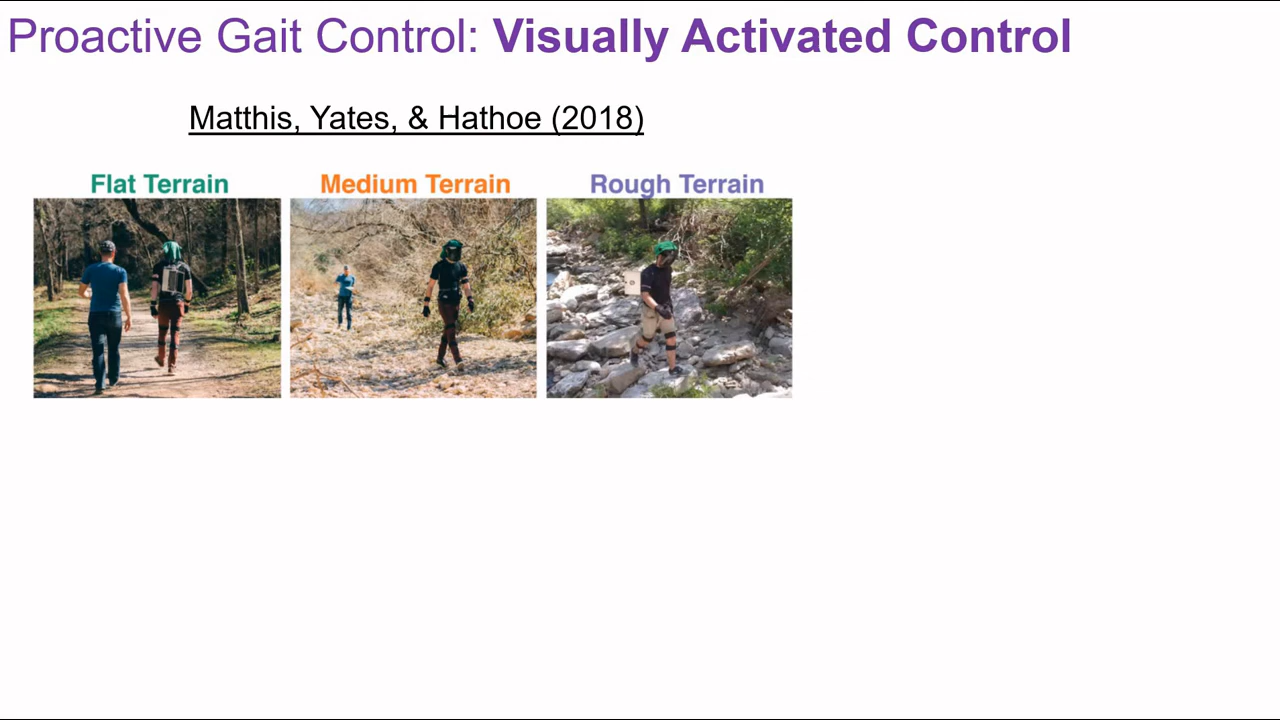 Proactive Gait Control: Visually Activated Control
Matthis, Yates, & Hathoe (2018)
Flat Terrain
Medium Terrain
Rough Terrain